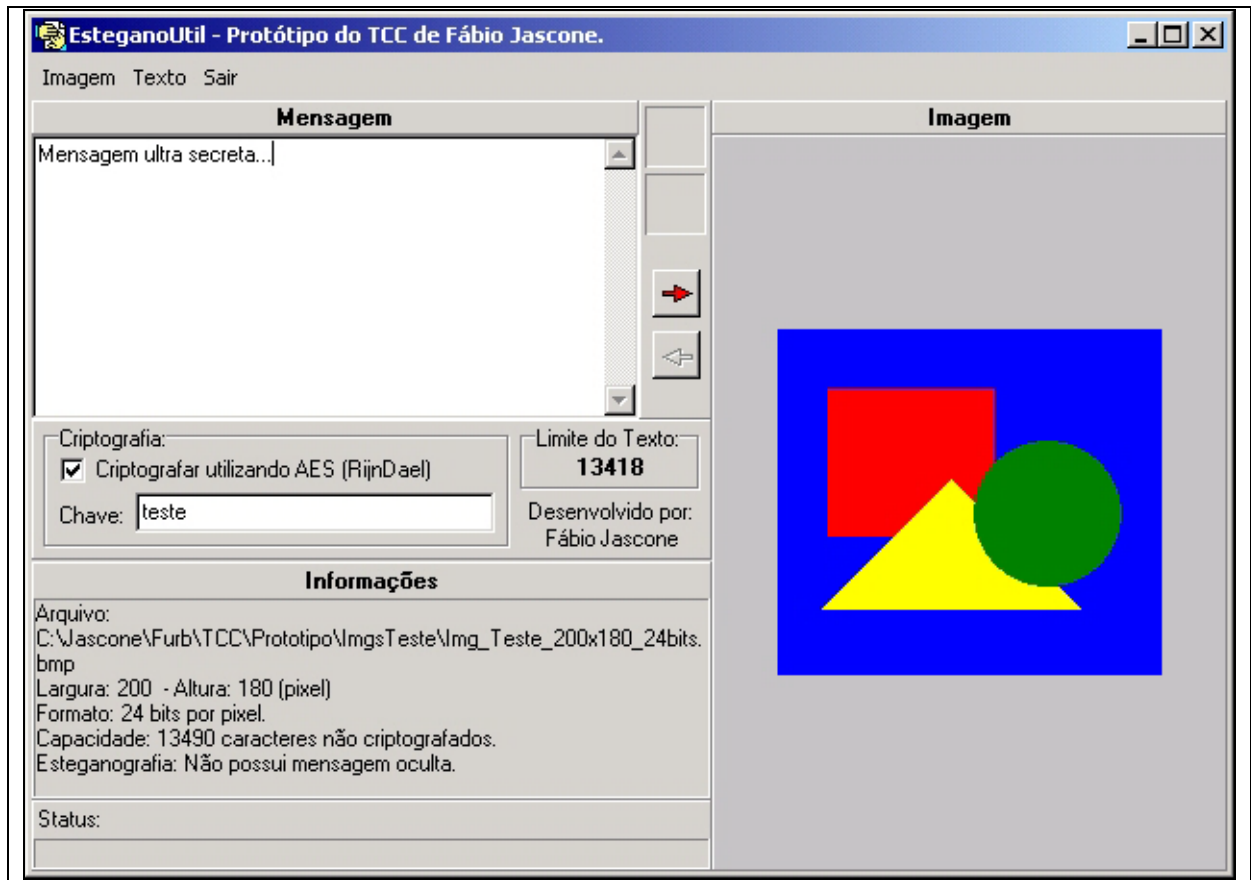 EsteganoUtil - Protótipo do TCC de Fábio Jascone.
Imagem Texto Sair
Mensagem
Mensagem ultra secreta...
Criptografia:
Criptografar utilizando AES (RijnDael)
Chave: teste
Limite do Texto:
13418
Desenvolvido por:
Fábio Jascone
Informações
Arquivo:
C:\Jascone\Furb\TCC\Prototipo\ImgsTeste\Img_Teste_200x180_24bits.
bmp
Largura: 200 - Altura: 180 (pixel)
Formato: 24 bits por pixel.
Capacidade: 13490 caracteres não criptografados.
Esteganografia: Não possui mensagem oculta.
Status:
Imagem